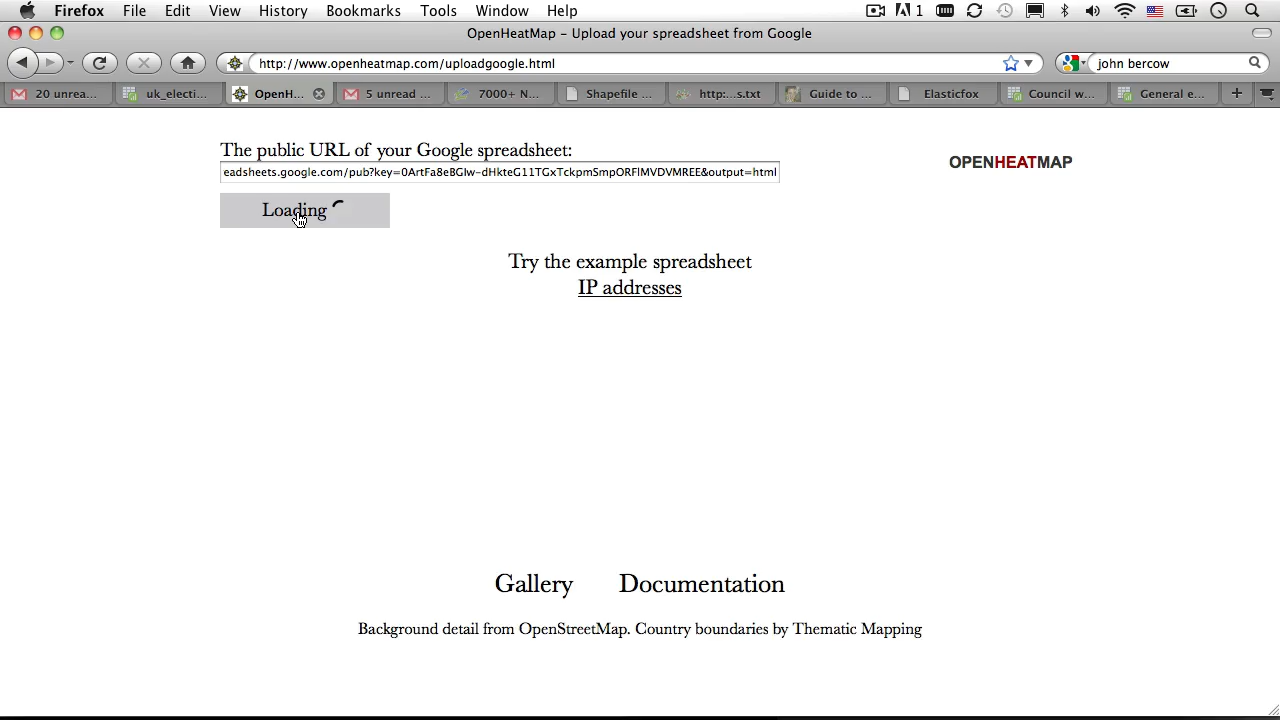 Firefox File Edit View History Bookmarks Tools Window Help 1
OpenHeatMap – Upload your spreadsheet from Google
http://www.openheatmap.com/uploadgoogle.html john bercow
20 unrea... uk_electi... OpenH... 5 unread ... 7000+ N... Shapefile ... http:...s.txt Guide to ... Elasticfox Council w... General e...
The public URL of your Google spreadsheet:
OPENHEATMAP
eadsheets.google.com/pub?key=0ArtFa8eBGIw-dHkteG11TGxTckpmSmpORFlMVDVMREE&output=html
Loading
Try the example spreadsheet
IP addresses
Gallery Documentation
Background detail from OpenStreetMap. Country boundaries by Thematic Mapping